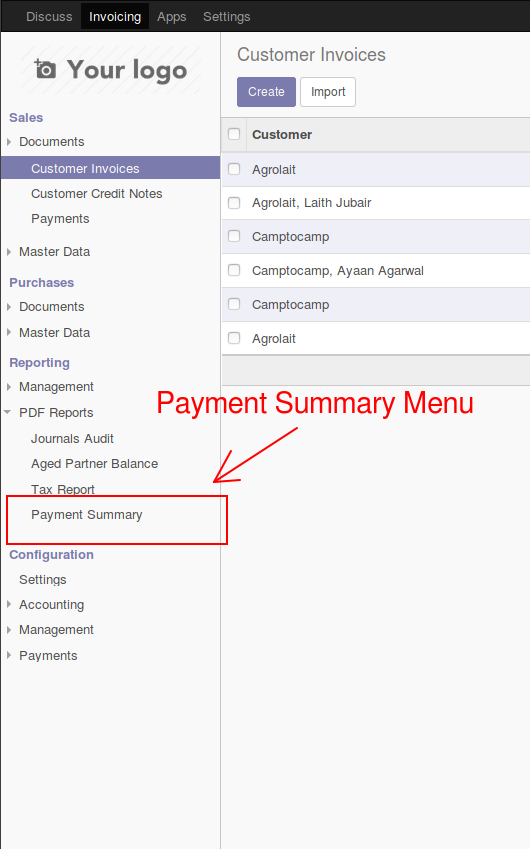 Discuss Invoicing Apps Settings
Your logo
Sales
Documents
Customer Invoices
Customer Credit Notes
Payments
Master Data
Purchases
Documents
Master Data
Reporting
Management
PDF Reports
Journals Audit
Aged Partner Balance
Tax Report
Payment Summary
Configuration
Settings
Accounting
Management
Payments
Customer Invoices
Create Import
Customer
Agrolait
Agrolait, Laith Jubair
Camptocamp
Camptocamp, Ayaan Agarwal
Camptocamp
Agrolait
Payment Summary Menu